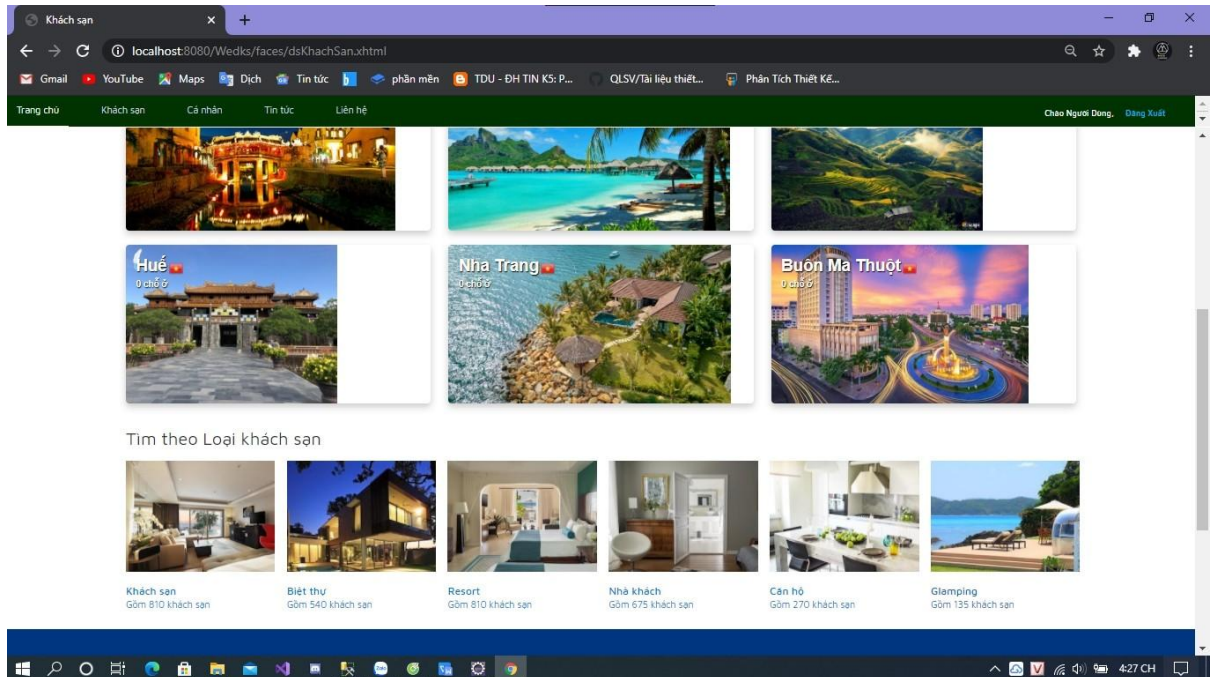 Khách sạn
localhost:8080/Wedks/faces/dsKhachSan.xhtml
Gmail YouTube Maps Dịch Tin tức phần mền TDU - ĐH TIN K5: P... QLSV/Tài liệu thiết... Phân Tích Thiết Kế...
Trang chủ Khách sạn Cá nhân Tin tức Liên hệ Chào Người Dùng, Đăng Xuất
Huế
0 chỗ ở
Nha Trang
0 chỗ ở
Buôn Ma Thuột
0 chỗ ở
Tìm theo Loại khách sạn
Khách sạn
Gồm 810 khách sạn
Biệt thự
Gồm 540 khách sạn
Resort
Gồm 810 khách sạn
Nhà khách
Gồm 675 khách sạn
Căn hộ
Gồm 270 khách sạn
Glamping
Gồm 135 khách sạn
4:27 CH